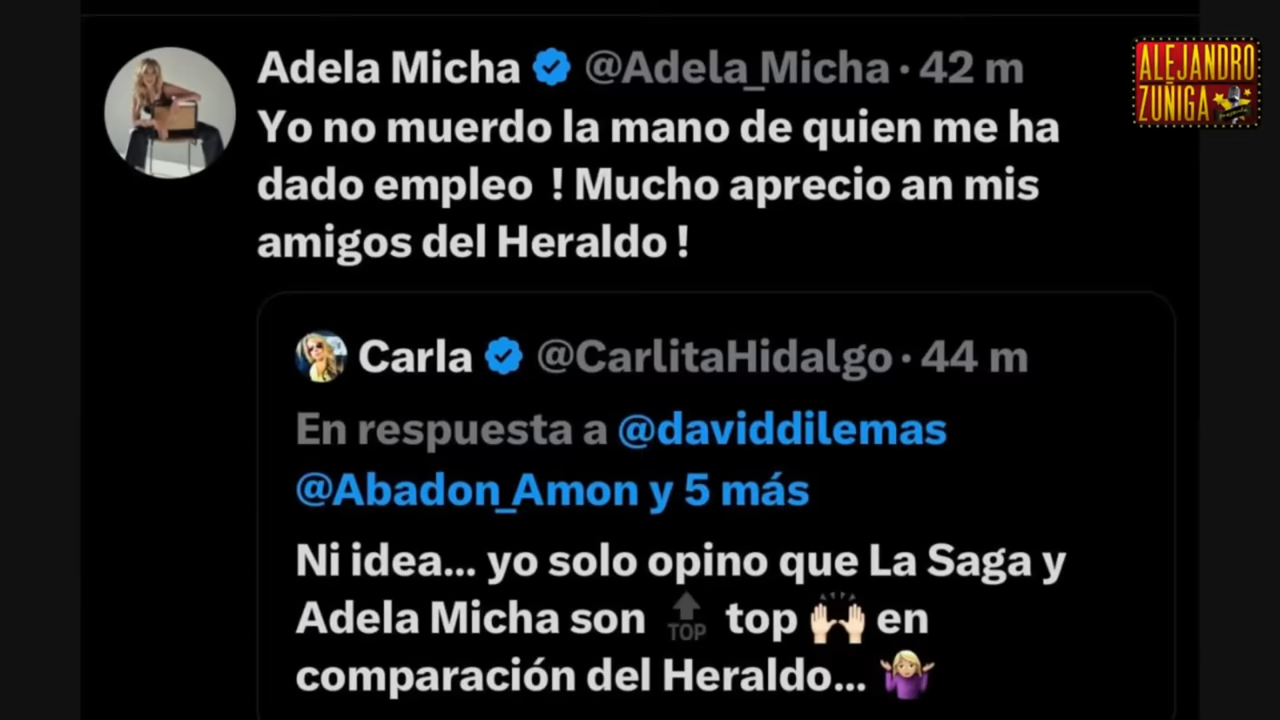 Adela Micha @Adela_Micha · 42 m
ALEJANDRO
ZUÑIGA
Yo no muerdo la mano de quien me ha
dado empleo ! Mucho aprecio an mis
amigos del Heraldo !
Carla @CarlitaHidalgo · 44 m
En respuesta a @daviddilemas
@Abadon_Amon y 5 más
Ni idea... yo solo opino que La Saga y
Adela Micha son 🔝 top 🙌🏻 en
comparación del Heraldo... 🤷🏼‍♀️